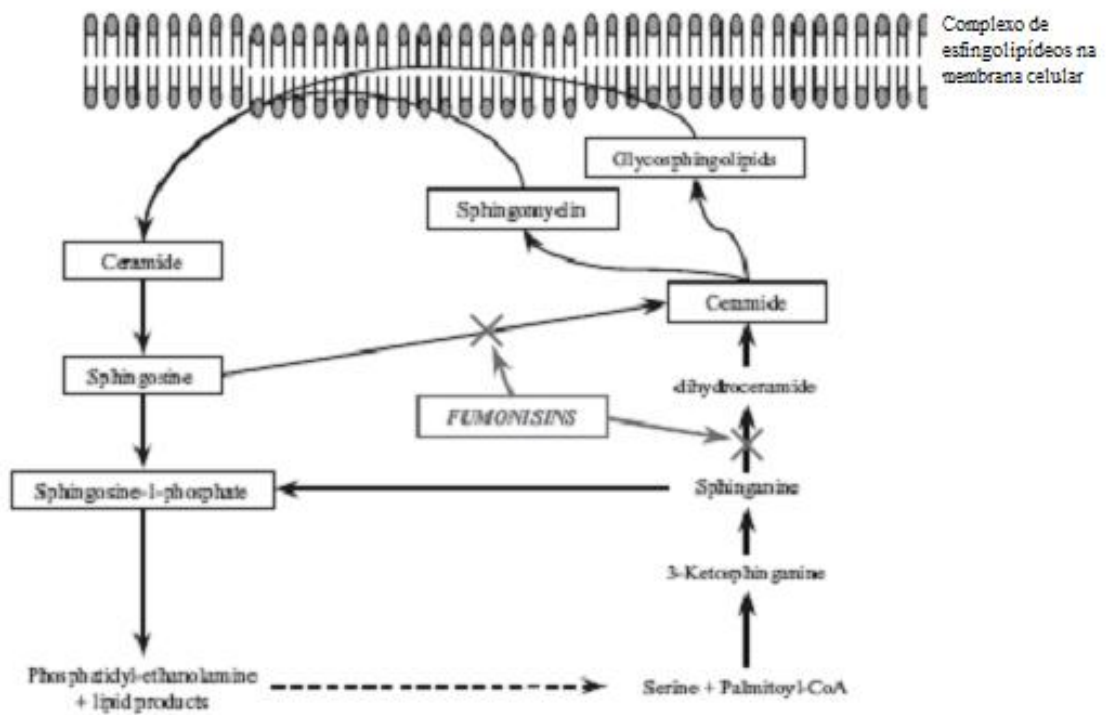 Complexo de
esfingolipídeos na
membrana celular
Glycosphingolipids
Sphingomyelin
Ceramide
Ceramide
dihydroceramide
Sphingosine
FUMONISINS
Sphingosine-1-phosphate
Sphinganine
3-Ketosphinganine
Phosphatidyl-ethanolamine
+ lipid products
Serine + Palmitoyl-CoA